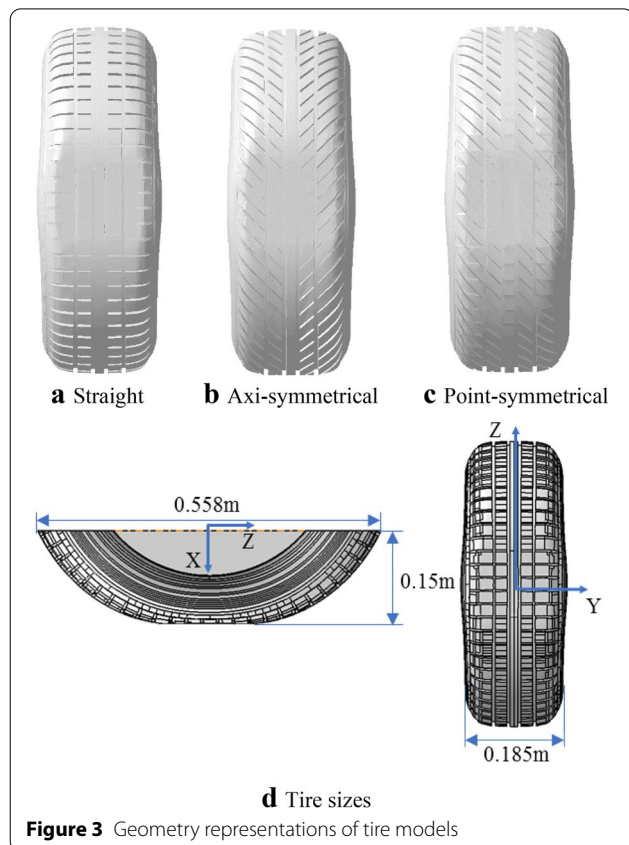 a Straight
b Axi-symmetrical
c Point-symmetrical
0.558m
Z
X
0.15m
Z
Y
0.185m
d Tire sizes
Figure 3 Geometry representations of tire models